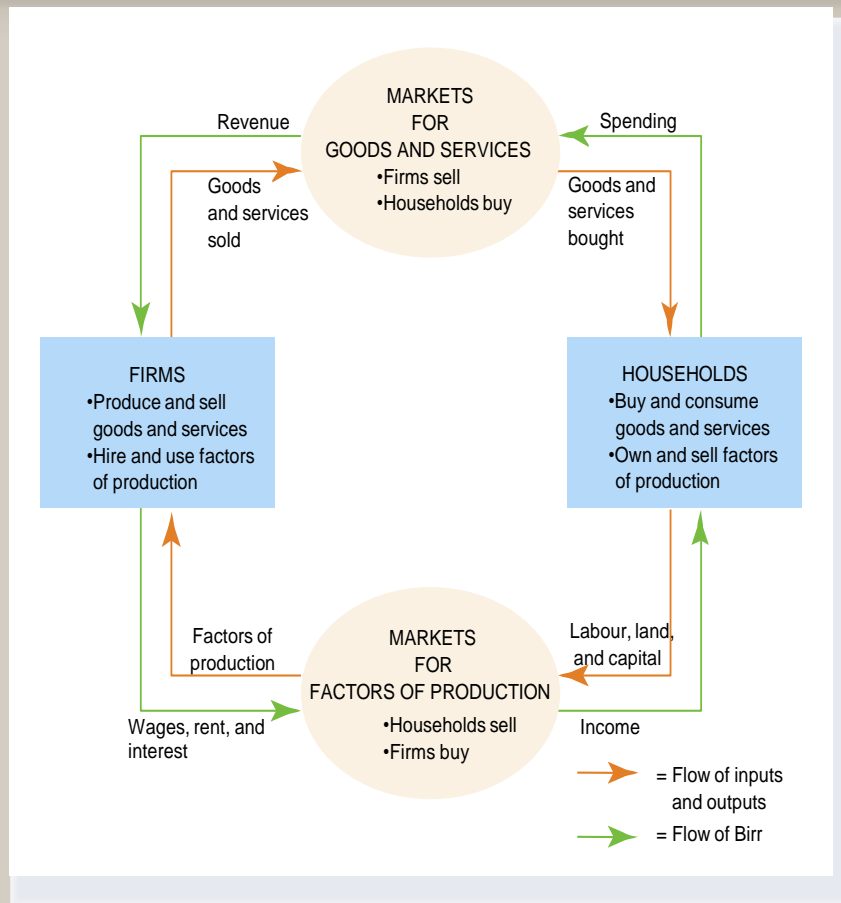 MARKETS
FOR
GOODS AND SERVICES
•Firms sell
•Households buy
Revenue
Spending
Goods
and services
sold
Goods and
services
bought
FIRMS
•Produce and sell
goods and services
•Hire and use factors
of production
HOUSEHOLDS
•Buy and consume
goods and services
•Own and sell factors
of production
Factors of
production
Labour, land,
and capital
MARKETS
FOR
FACTORS OF PRODUCTION
•Households sell
•Firms buy
Wages, rent, and
interest
Income
= Flow of inputs
and outputs
= Flow of Birr